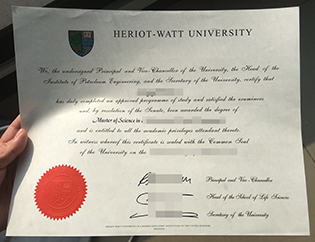 HERIOT-WATT UNIVERSITY
We, the undersigned Principal and Vice-Chancellor of the University, the Head of the
Institute of Petroleum Engineering, and the Secretary of the University, certify that
has duly completed an approved programme of study and satisfied the examiners
and by resolution of the Senate, been awarded the degree of
Master of Science in
and is entitled to all the academic privileges attendant thereto.
In witness whereof this certificate is sealed with the Common Seal
of the University on the
Principal and Vice-Chancellor
Head of the School of Life Sciences
Secretary of the University